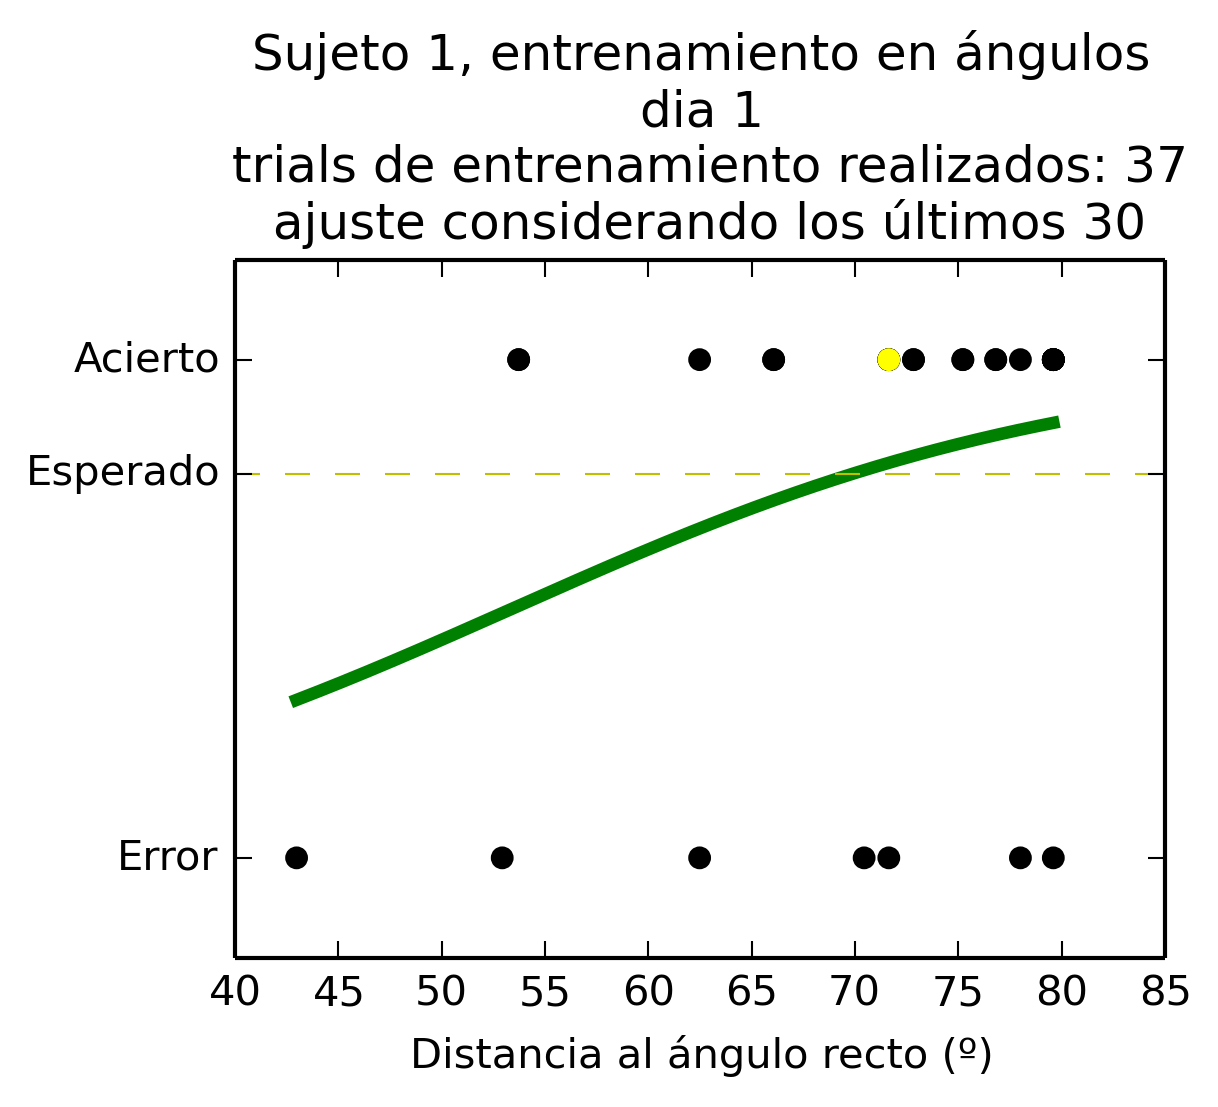 Sujeto 1, entrenamiento en ángulos
dia 1
trials de entrenamiento realizados: 37
ajuste considerando los últimos 30
Acierto
Esperado
Error
40 45 50 55 60 65 70 75 80 85
Distancia al ángulo recto (º)